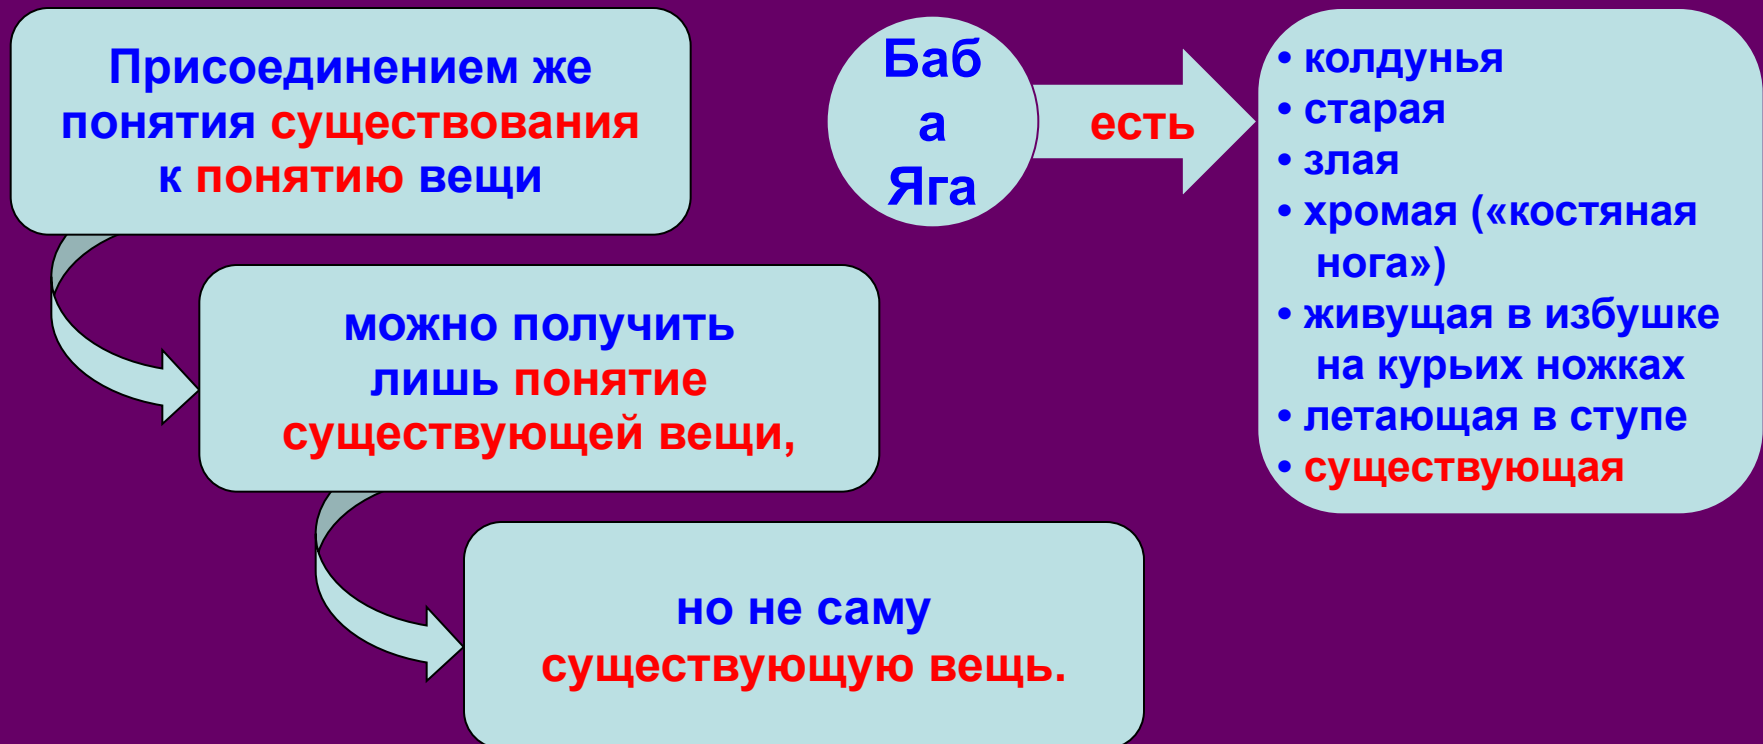 Присоединением же
понятия существования
к понятию вещи
можно получить
лишь понятие
существующей вещи,
но не саму
существующую вещь.
Баб
а
Яга
есть
• колдунья
• старая
• злая
• хромая («костяная
нога»)
• живущая в избушке
на курьих ножках
• летающая в ступе
• существующая